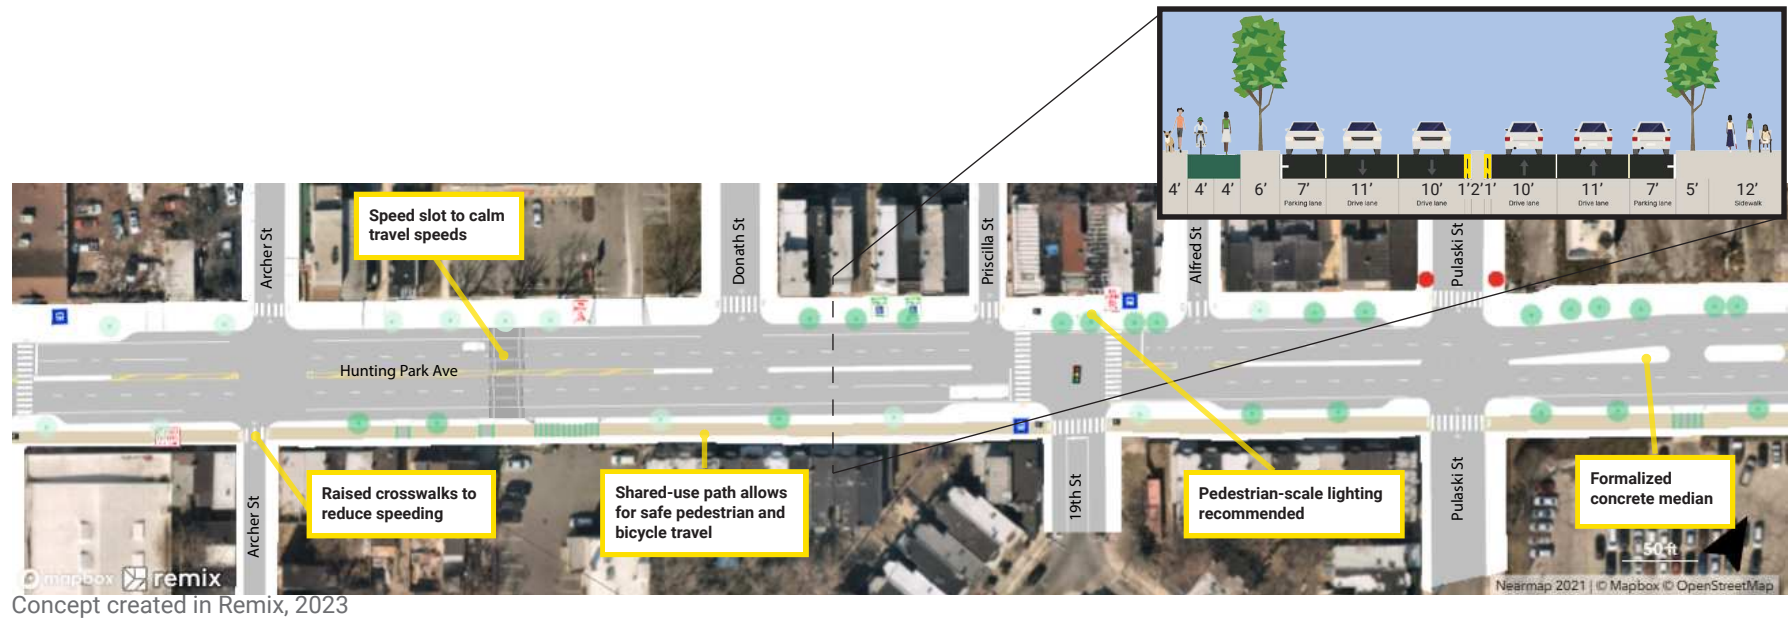 4’ 4’ 4’ 6’ 7’ 11’ 10’ 1’ 2’ 1’ 10’ 11’ 7’ 5’ 12’
Parking lane Drive lane Drive lane Drive lane Drive lane Parking lane Sidewalk
Speed slot to calm
travel speeds
Archer St
Donath St
Priscilla St
Alfred St
Pulaski St
Hunting Park Ave
Raised crosswalks to
reduce speeding
Shared-use path allows
for safe pedestrian and
bicycle travel
Pedestrian-scale lighting
recommended
Formalized
concrete median
Archer St
19th St
Pulaski St
50 ft
mapbox remix
Nearmap 2021 | © Mapbox © OpenStreetMap
Concept created in Remix, 2023